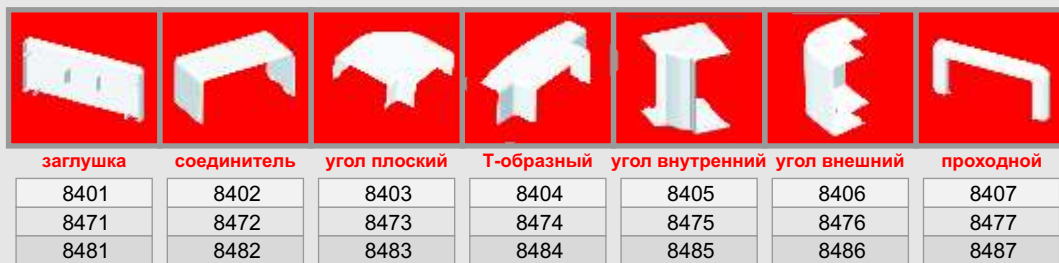 заглушка соединитель угол плоский Т-образный угол внутренний угол внешний проходной
8401 8402 8403 8404 8405 8406 8407
8471 8472 8473 8474 8475 8476 8477
8481 8482 8483 8484 8485 8486 8487